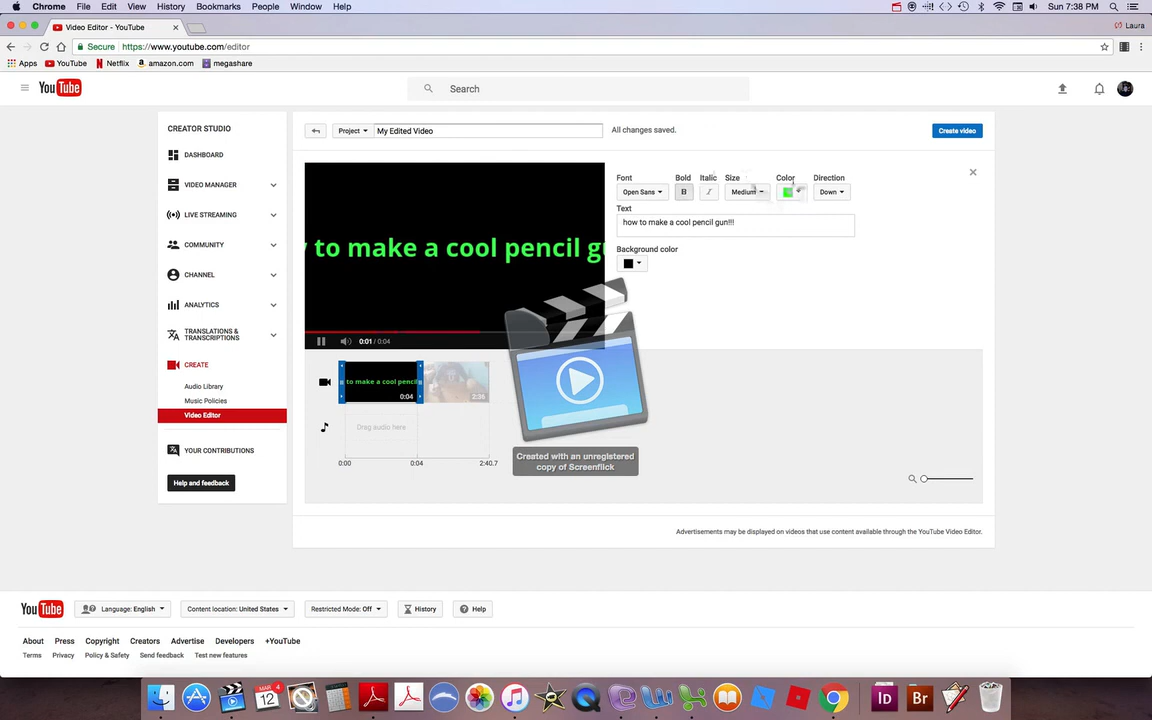 Chrome File Edit View History Bookmarks People Window Help Sun 7:38 PM
Video Editor - YouTube
Laura
Secure https://www.youtube.com/editor
Apps YouTube Netflix amazon.com megashare
YouTube
Search
CREATOR STUDIO
DASHBOARD
VIDEO MANAGER
LIVE STREAMING
COMMUNITY
CHANNEL
ANALYTICS
TRANSLATIONS &
TRANSCRIPTIONS
CREATE
Audio Library
Music Policies
Video Editor
YOUR CONTRIBUTIONS
Help and feedback
Project My Edited Video All changes saved. Create video
to make a cool pencil
0:01 / 0:04
Font Bold Italic Size Color Direction
Open Sans B I Medium Down
Text
how to make a cool pencil gun!!!
Background color
to make a cool pencil
0:04 2:36
Drag audio here
0:00 0:04 2:40.7
Created with an unregistered
copy of Screenflick
Advertisements may be displayed on videos that use content available through the YouTube Video Editor.
YouTube Language: English Content location: United States Restricted Mode: Off History Help
About Press Copyright Creators Advertise Developers +YouTube
Terms Privacy Policy & Safety Send feedback Test new features
MAR 4
12
Id Br